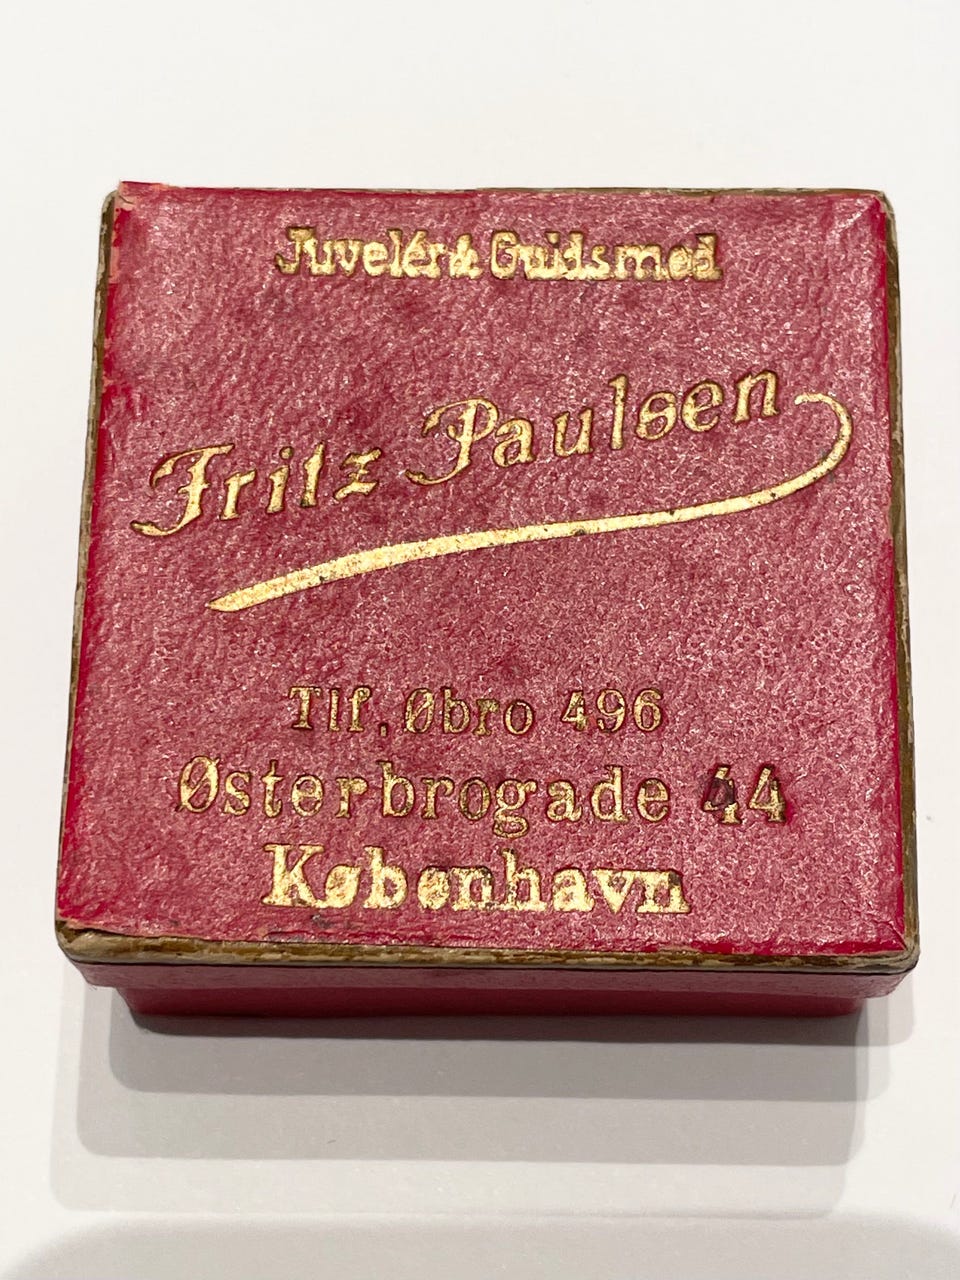 Juvelér & Guldsmed
Fritz Paulsen
Tlf. Øbro 496
Østerbrogade 44
København